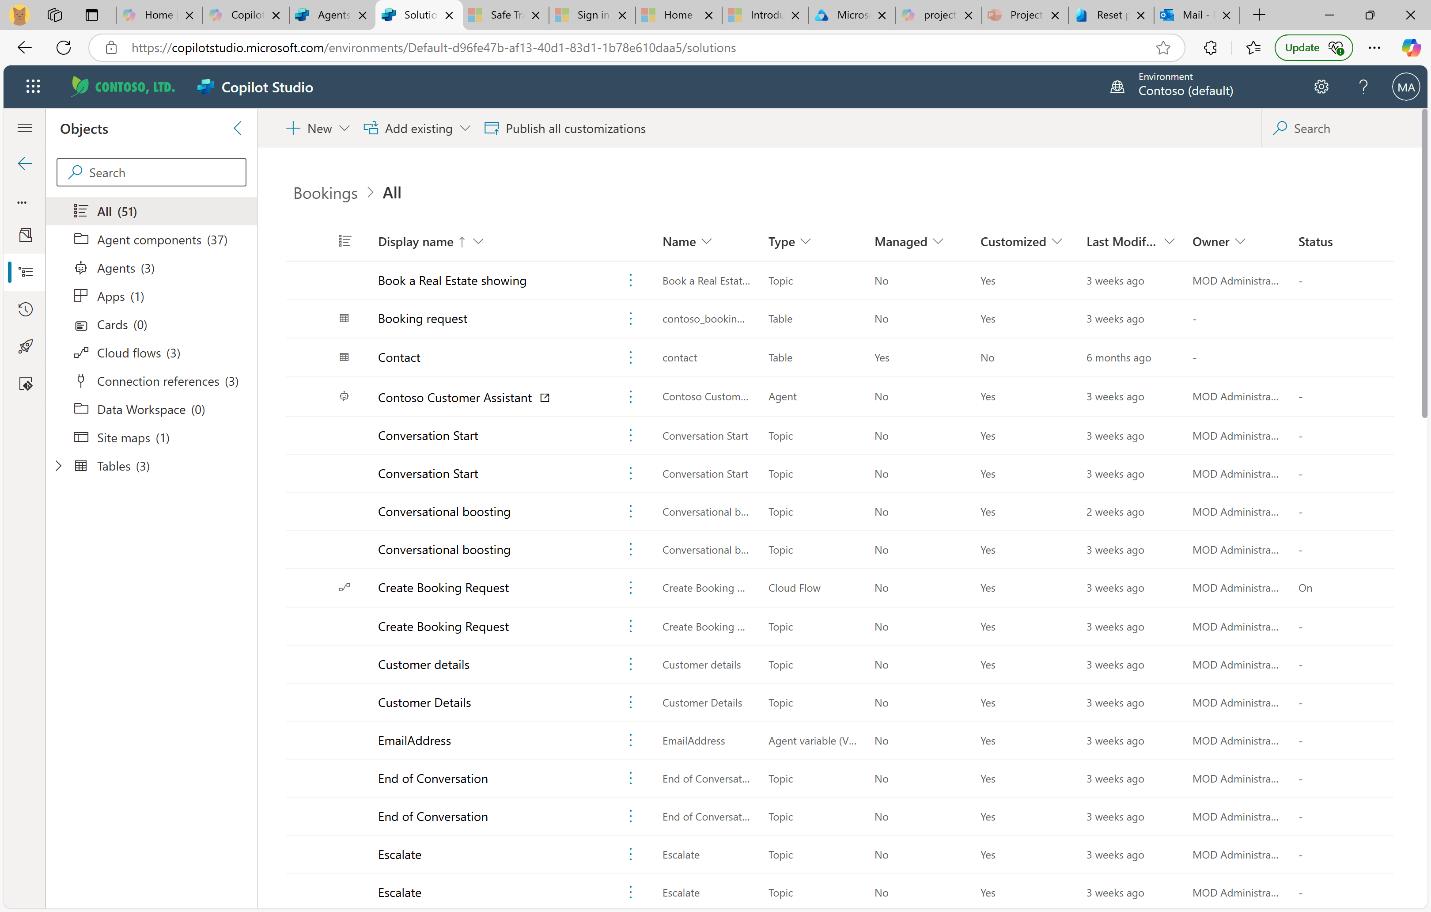 Home
Copilot
Agents
Solutio
Safe Tr
Sign in
Home
Introdu
Micros
project
Project
Reset p
Mail -
https://copilotstudio.microsoft.com/environments/Default-d96fe47b-af13-40d1-83d1-1b78e610daa5/solutions
Update
CONTOSO, LTD. Copilot Studio
Environment
Contoso (default)
?
MA
Objects
New
Add existing
Publish all customizations
Search
Search
All (51)
Agent components (37)
Agents (3)
Apps (1)
Cards (0)
Cloud flows (3)
Connection references (3)
Data Workspace (0)
Site maps (1)
Tables (3)
Bookings > All
Display name ↑ Name Type Managed Customized Last Modif... Owner Status
Book a Real Estate showing Book a Real Estat... Topic No Yes 3 weeks ago MOD Administra... -
Booking request contoso_bookin... Table No Yes 3 weeks ago -
Contact contact Table Yes No 6 months ago -
Contoso Customer Assistant Contoso Custom... Agent No Yes 3 weeks ago MOD Administra... -
Conversation Start Conversation Start Topic No Yes 3 weeks ago MOD Administra... -
Conversation Start Conversation Start Topic No Yes 3 weeks ago MOD Administra... -
Conversational boosting Conversational b... Topic No Yes 2 weeks ago MOD Administra... -
Conversational boosting Conversational b... Topic No Yes 3 weeks ago MOD Administra... -
Create Booking Request Create Booking ... Cloud Flow No Yes 3 weeks ago MOD Administra... On
Create Booking Request Create Booking ... Topic No Yes 3 weeks ago MOD Administra... -
Customer details Customer details Topic No Yes 3 weeks ago MOD Administra... -
Customer Details Customer Details Topic No Yes 3 weeks ago MOD Administra... -
EmailAddress EmailAddress Agent variable (V... No Yes 3 weeks ago MOD Administra... -
End of Conversation End of Conversat... Topic No Yes 3 weeks ago MOD Administra... -
End of Conversation End of Conversat... Topic No Yes 3 weeks ago MOD Administra... -
Escalate Escalate Topic No Yes 3 weeks ago MOD Administra... -
Escalate Escalate Topic No Yes 3 weeks ago MOD Administra... -